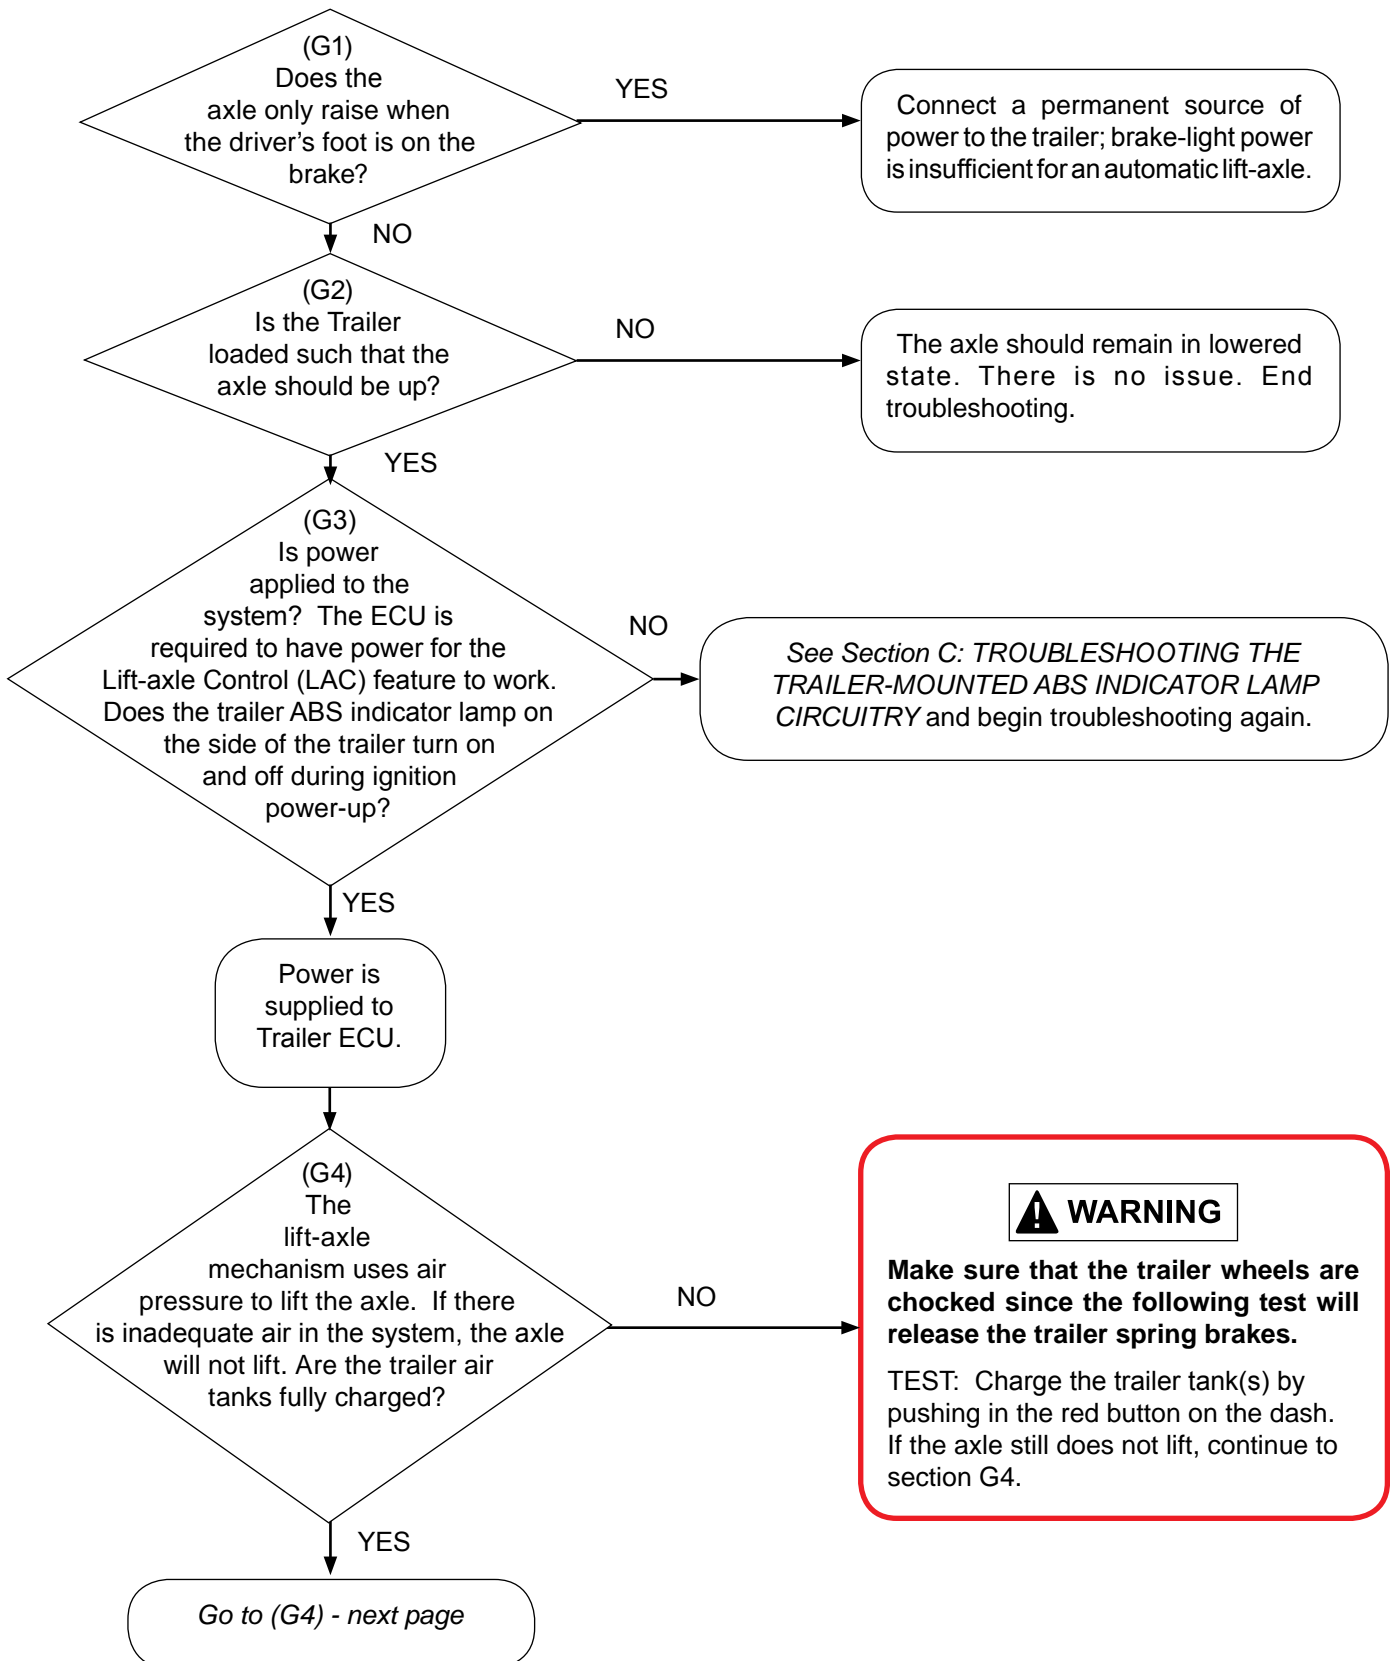 (G1)
Does the
axle only raise when
the driver’s foot is on the
brake?
YES
Connect a permanent source of
power to the trailer; brake-light power
is insufficient for an automatic lift-axle.
NO
(G2)
Is the Trailer
loaded such that the
axle should be up?
NO
The axle should remain in lowered
state. There is no issue. End
troubleshooting.
YES
(G3)
Is power
applied to the
system? The ECU is
required to have power for the
Lift-axle Control (LAC) feature to work.
Does the trailer ABS indicator lamp on
the side of the trailer turn on
and off during ignition
power-up?
NO
See Section C: TROUBLESHOOTING THE
TRAILER-MOUNTED ABS INDICATOR LAMP
CIRCUITRY and begin troubleshooting again.
YES
Power is
supplied to
Trailer ECU.
(G4)
The
lift-axle
mechanism uses air
pressure to lift the axle. If there
is inadequate air in the system, the axle
will not lift. Are the trailer air
tanks fully charged?
NO
WARNING
Make sure that the trailer wheels are
chocked since the following test will
release the trailer spring brakes.
TEST: Charge the trailer tank(s) by
pushing in the red button on the dash.
If the axle still does not lift, continue to
section G4.
YES
Go to (G4) - next page